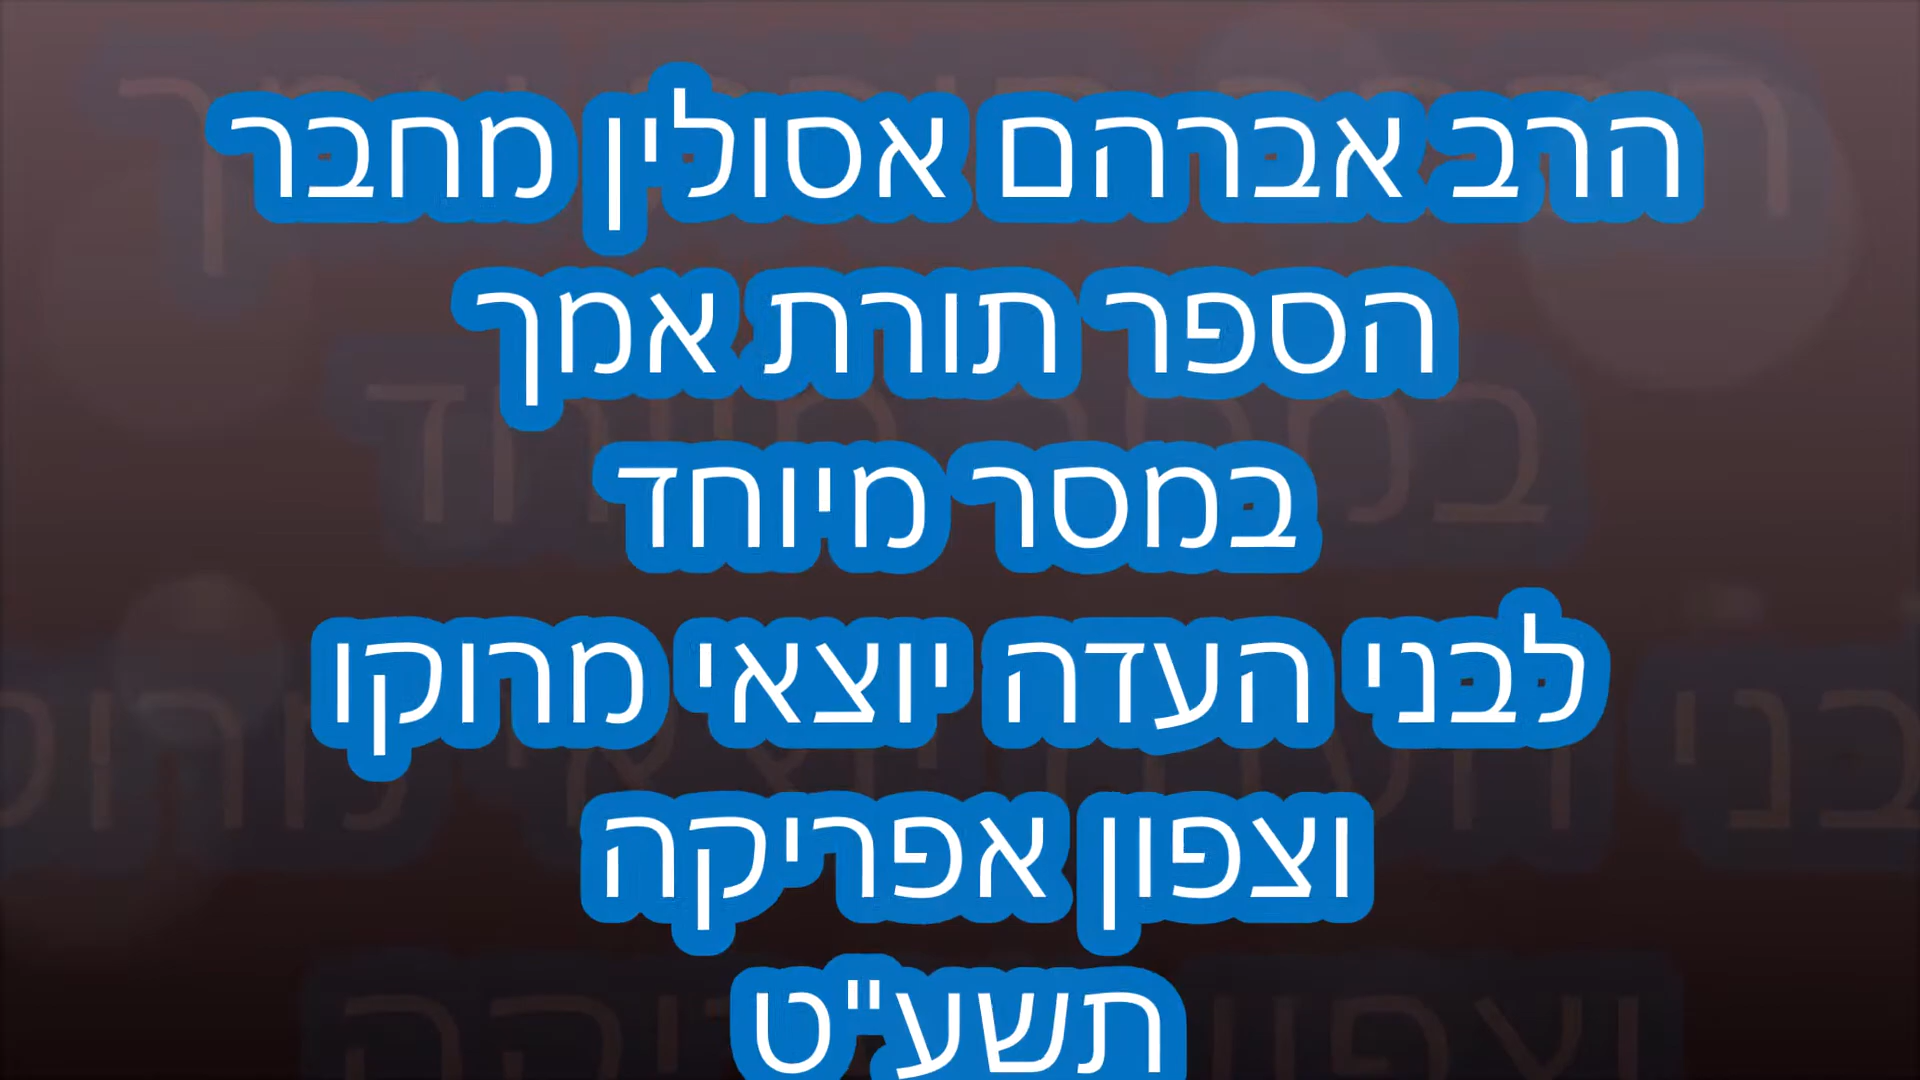 הרב אברהם אסולין מחבר
הספר תורת אמך
במסר מיוחד
לבני העדה יוצאי מרוקו
וצפון אפריקה
תשע"ט